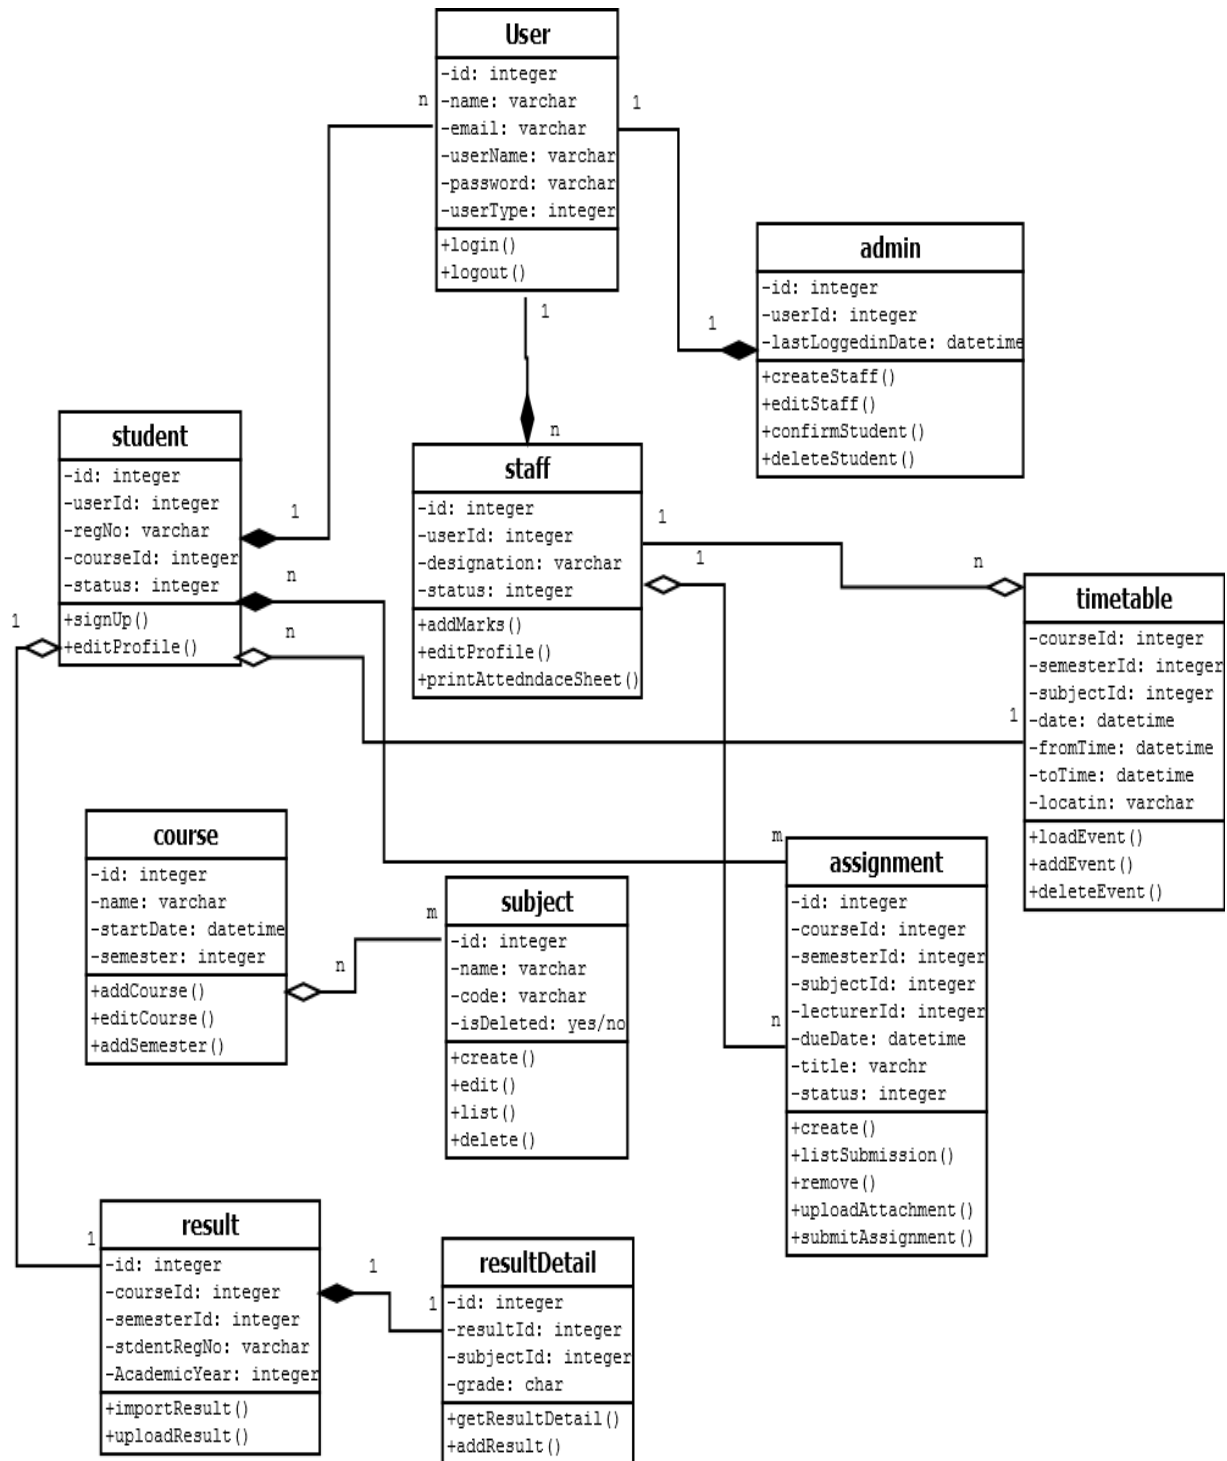 User
-id: integer
-name: varchar
-email: varchar
-userName: varchar
-password: varchar
-userType: integer
+login()
+logout()
n
1
1
admin
-id: integer
-userId: integer
-lastLoggedinDate: datetime
+createStaff()
+editStaff()
+confirmStudent()
+deleteStudent()
1
n
student
-id: integer
-userId: integer
-regNo: varchar
-courseId: integer
-status: integer
+signUp()
+editProfile()
1
n
n
1
staff
-id: integer
-userId: integer
-designation: varchar
-status: integer
+addMarks()
+editProfile()
+printAttedndaceSheet()
1
1
n
timetable
-courseId: integer
-semesterId: integer
-subjectId: integer
-date: datetime
-fromTime: datetime
-toTime: datetime
-locatin: varchar
+loadEvent()
+addEvent()
+deleteEvent()
1
course
-id: integer
-name: varchar
-startDate: datetime
-semester: integer
+addCourse()
+editCourse()
+addSemester()
n
m
subject
-id: integer
-name: varchar
-code: varchar
-isDeleted: yes/no
+create()
+edit()
+list()
+delete()
m
n
assignment
-id: integer
-courseId: integer
-semesterId: integer
-subjectId: integer
-lecturerId: integer
-dueDate: datetime
-title: varchr
-status: integer
+create()
+listSubmission()
+remove()
+uploadAttachment()
+submitAssignment()
1
result
-id: integer
-courseId: integer
-semesterId: integer
-stdentRegNo: varchar
-AcademicYear: integer
+importResult()
+uploadResult()
1
1
resultDetail
-id: integer
-resultId: integer
-subjectId: integer
-grade: char
+getResultDetail()
+addResult()